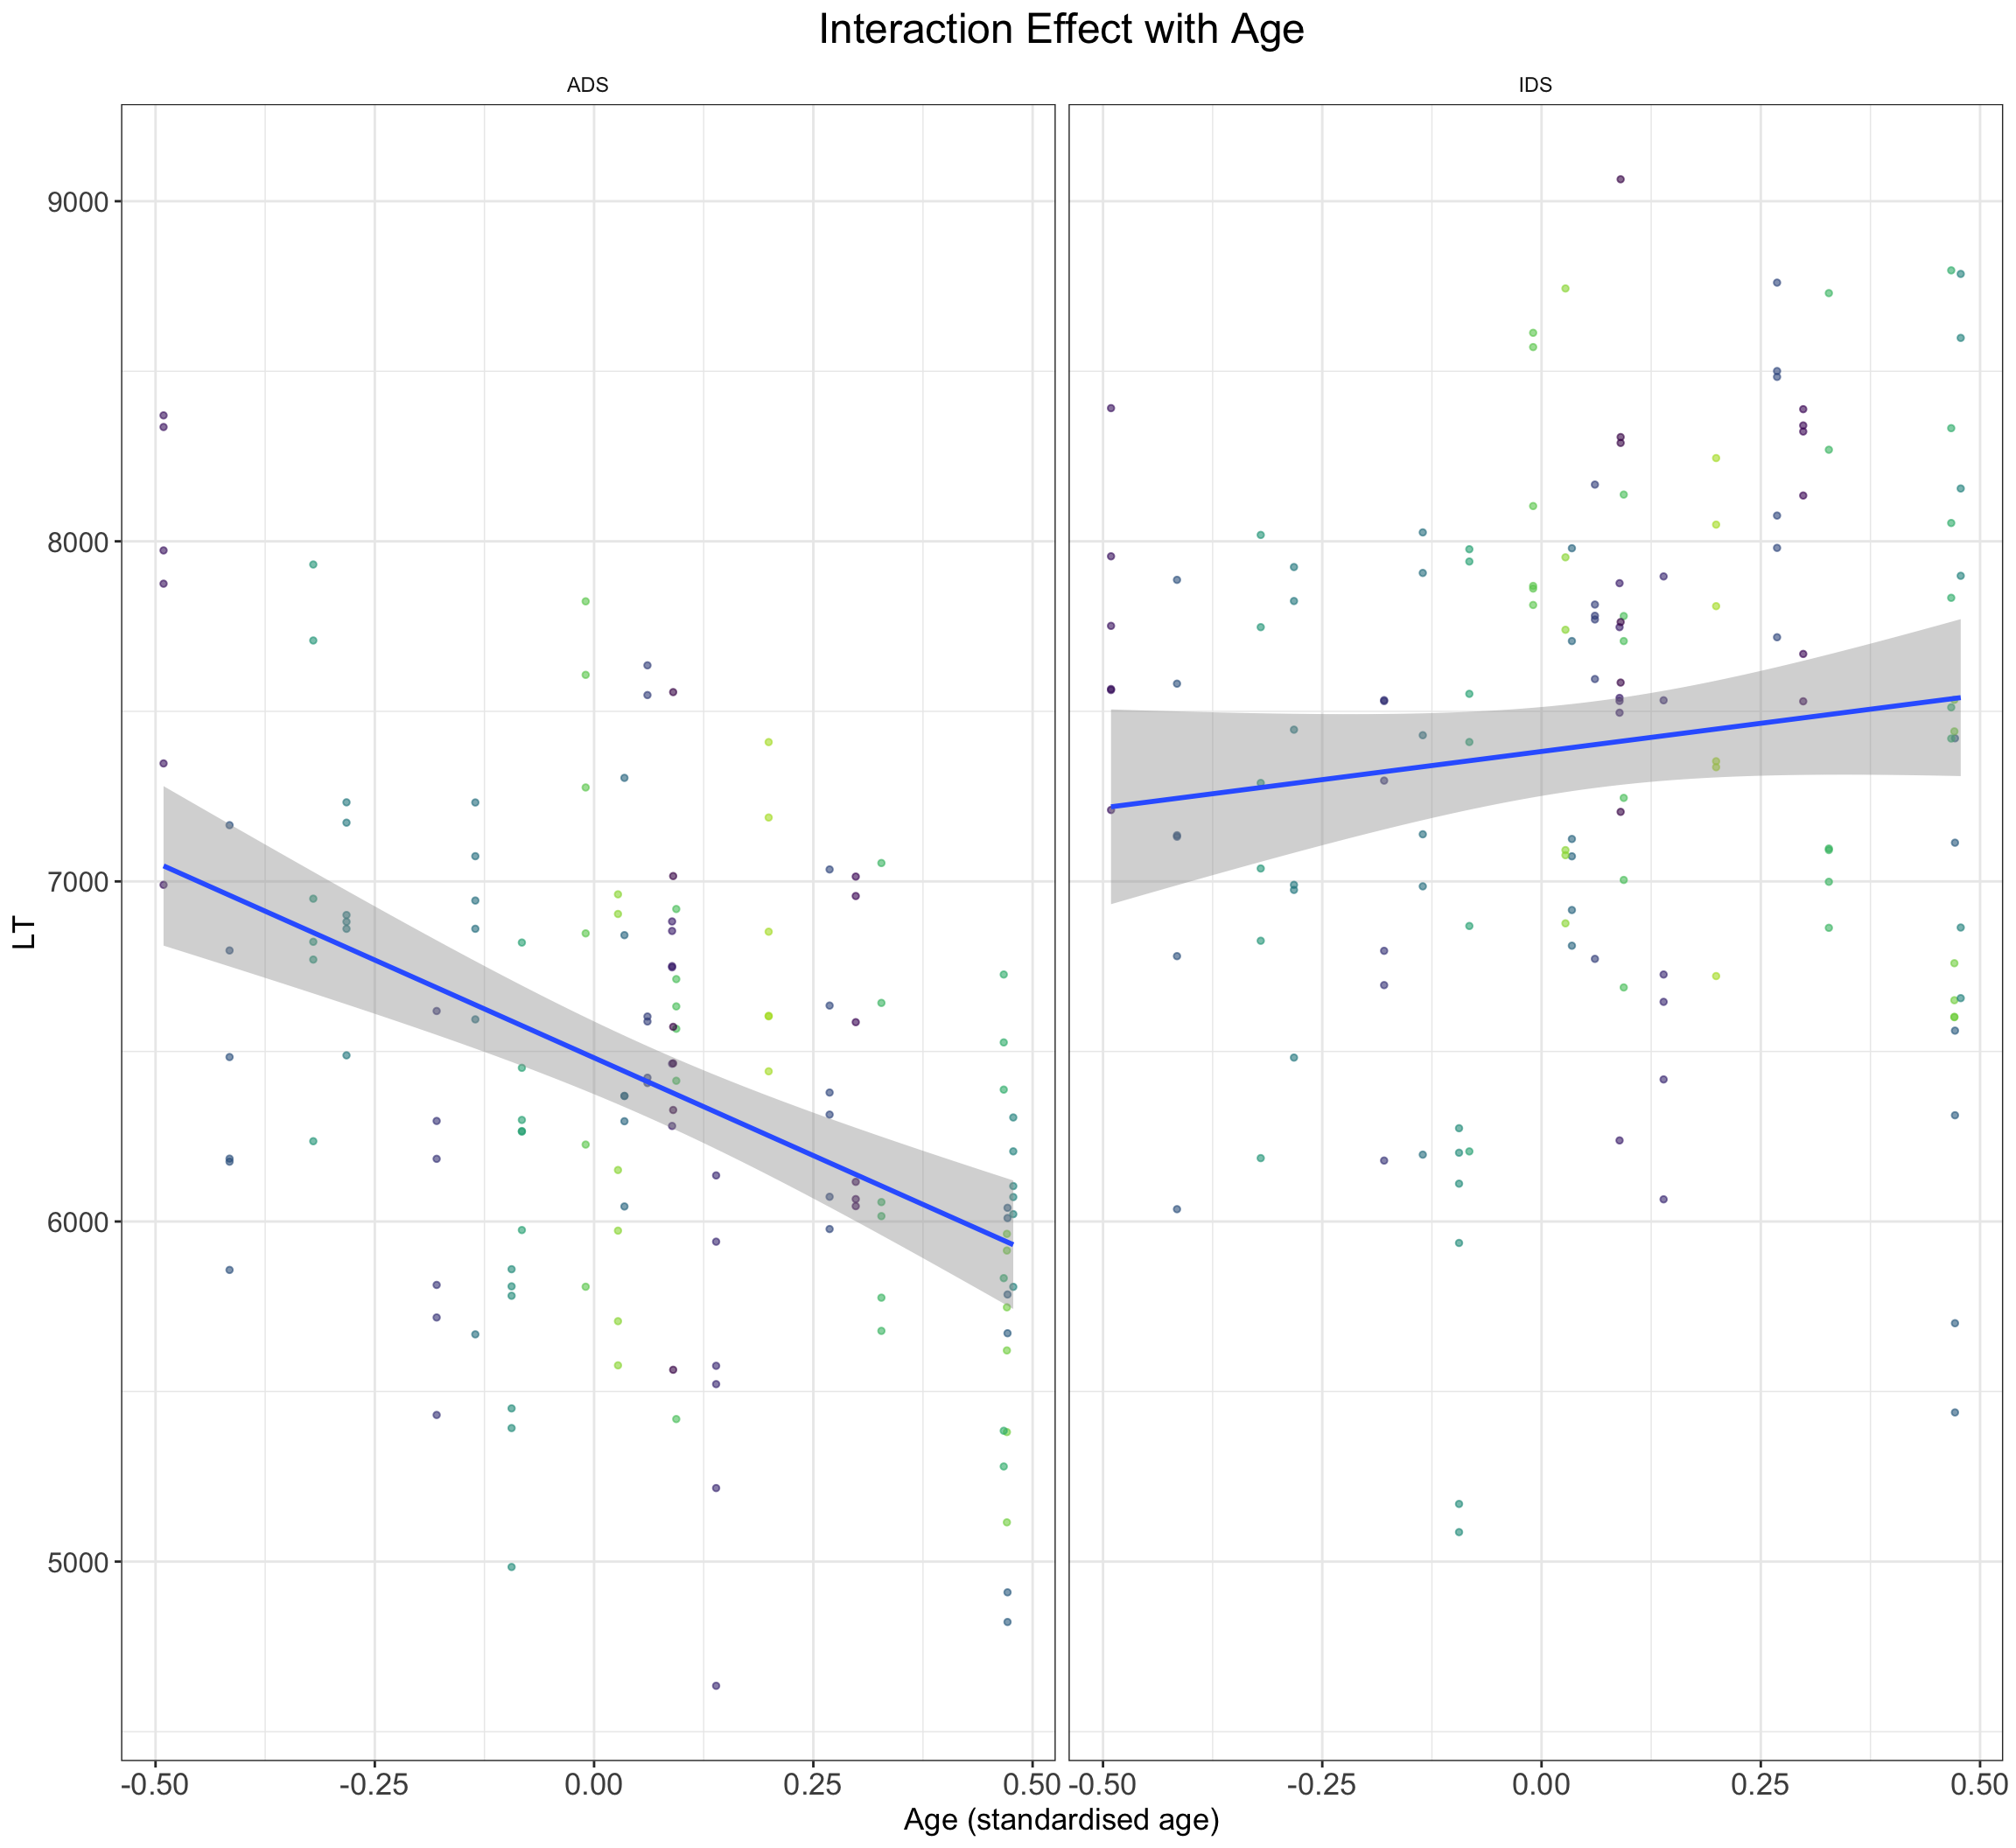 Interaction Effect with Age
ADS IDS
9000
8000
7000
6000
5000
LT
-0.50 -0.25 0.00 0.25 0.50 -0.50 -0.25 0.00 0.25 0.50
Age (standardised age)